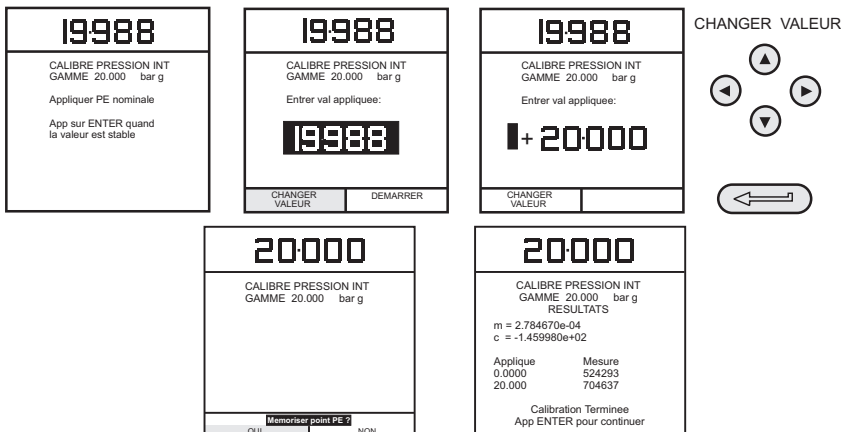 19.988
CALIBRE PRESSION INT
GAMME 20.000 bar g
Appliquer PE nominale
App sur ENTER quand
la valeur est stable
19.988
CALIBRE PRESSION INT
GAMME 20.000 bar g
Entrer val appliquee:
19.988
CHANGER
VALEUR
DEMARRER
19.988
CALIBRE PRESSION INT
GAMME 20.000 bar g
Entrer val appliquee:
+ 20.000
CHANGER
VALEUR
CHANGER VALEUR
20.000
CALIBRE PRESSION INT
GAMME 20.000 bar g
Memoriser point PE ?
OUI NON
20.000
CALIBRE PRESSION INT
GAMME 20.000 bar g
RESULTATS
m = 2.784670e-04
c = -1.459980e+02
Applique Mesure
0.0000 524293
20.000 704637
Calibration Terminee
App ENTER pour continuer